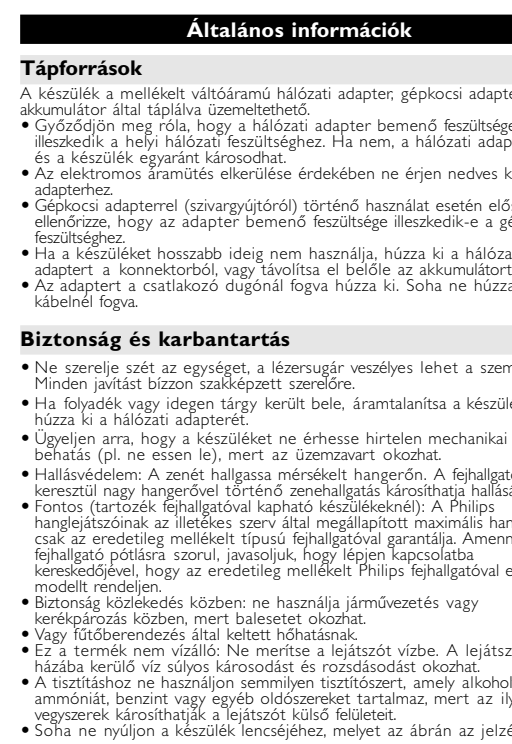 Általános információk
Tápforrások
A készülék a mellékelt váltóáramú hálózati adapter, gépkocsi adapte
akkumulátor által táplálva üzemeltethető.
• Győződjön meg róla, hogy a hálózati adapter bemenő feszültsége
illeszkedik a helyi hálózati feszültséghez. Ha nem, a hálózati adap
és a készülék egyaránt károsodhat.
• Az elektromos áramütés elkerülése érdekében ne érjen nedves k
adapterhez.
• Gépkocsi adapterrel (szivargyújtóról) történő használat esetén elő
ellenőrizze, hogy az adapter bemenő feszültsége illeszkedik-e a gé
feszültséghez.
• Ha a készüléket hosszabb ideig nem használja, húzza ki a hálóza
adaptert a konnektorból, vagy távolítsa el belőle az akkumulátort
• Az adaptert a csatlakozó dugónál fogva húzza ki. Soha ne húzza
kábelnél fogva.
Biztonság és karbantartás
• Ne szerelje szét az egységet, a lézersugár veszélyes lehet a szem
Minden javítást bízzon szakképzett szerelőre.
• Ha folyadék vagy idegen tárgy került bele, áramtalanítsa a készüle
húzza ki a hálózati adapterét.
• Ügyeljen arra, hogy a készüléket ne érhesse hirtelen mechanikai
behatás (pl. ne essen le), mert az üzemzavart okozhat.
• Hallásvédelem: A zenét hallgassa mérsékelt hangerőn. A fejhallgató
keresztül nagy hangerővel történő zenehallgatás károsíthatja hallásá
• Fontos (tartozék fejhallgatóval kapható készülékeknél): A Philips
hanglejátszóinak az illetékes szerv által megállapított maximális han
csak az eredetileg mellékelt típusú fejhallgatóval garantálja. Amenn
fejhallgató pótlásra szorul, javasoljuk, hogy lépjen kapcsolatba
kereskedőjével, hogy az eredetileg mellékelt Philips fejhallgatóval e
modellt rendeljen.
• Biztonság közlekedés közben: ne használja járművezetés vagy
kerékpározás közben, mert balesetet okozhat.
• Vagy fűtőberendezés által keltett hőhatásnak.
• Ez a termék nem vízálló: Ne merítse a lejátszót vízbe. A lejátsz
házába kerülő víz súlyos károsodást és rozsdásodást okozhat.
• A tisztításhoz ne használjon semmilyen tisztítószert, amely alkohol
ammóniát, benzint vagy egyéb oldószereket tartalmaz, mert az ily
vegyszerek károsíthatják a lejátszót külső felületeit.
• Soha ne nyúljon a készülék lencséjéhez, melyet az ábrán az jelzé